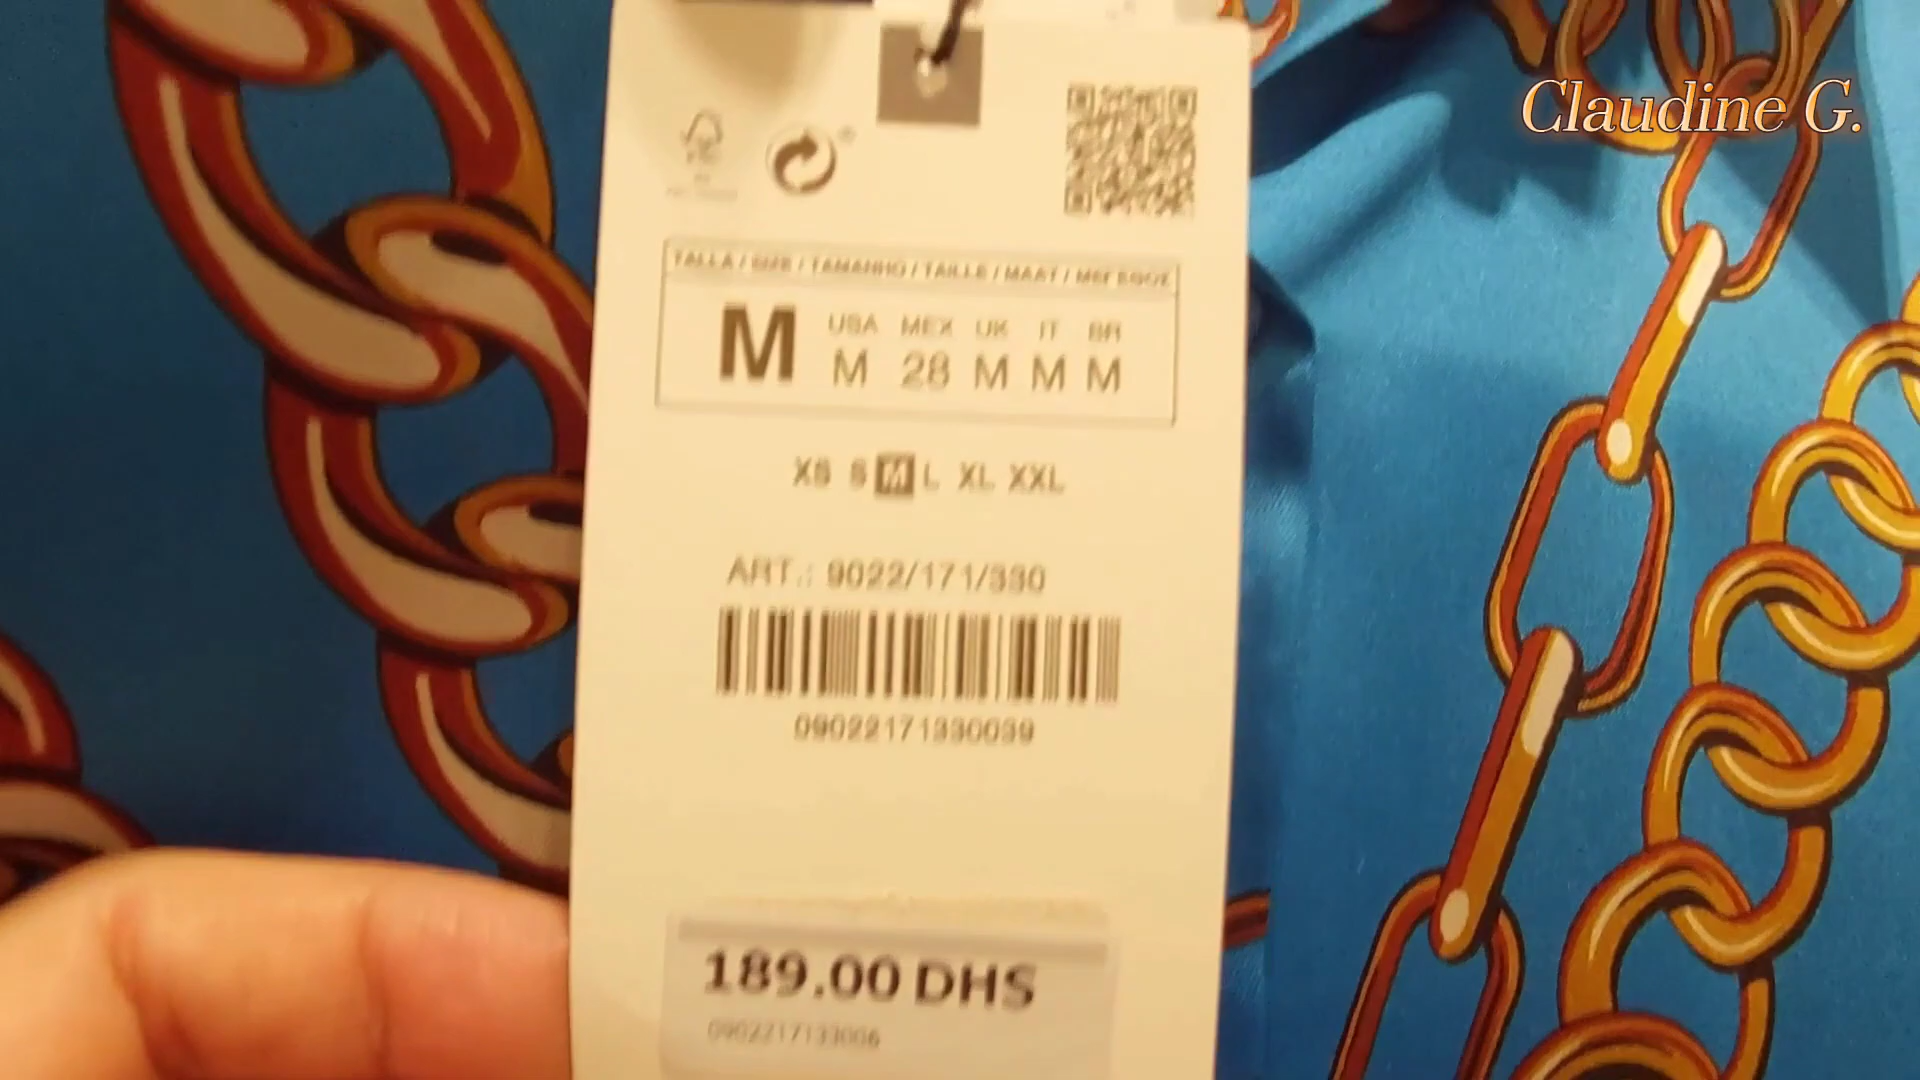 Claudine G.
TALLA / SIZE / TAMANHO / TAILLE / MAAT / ΜΕΓΕΘΟΣ
M
USA MEX UK IT BR
M 28 M M M
XS S M L XL XXL
ART.: 9022/171/330
09022171330039
189.00 DHS